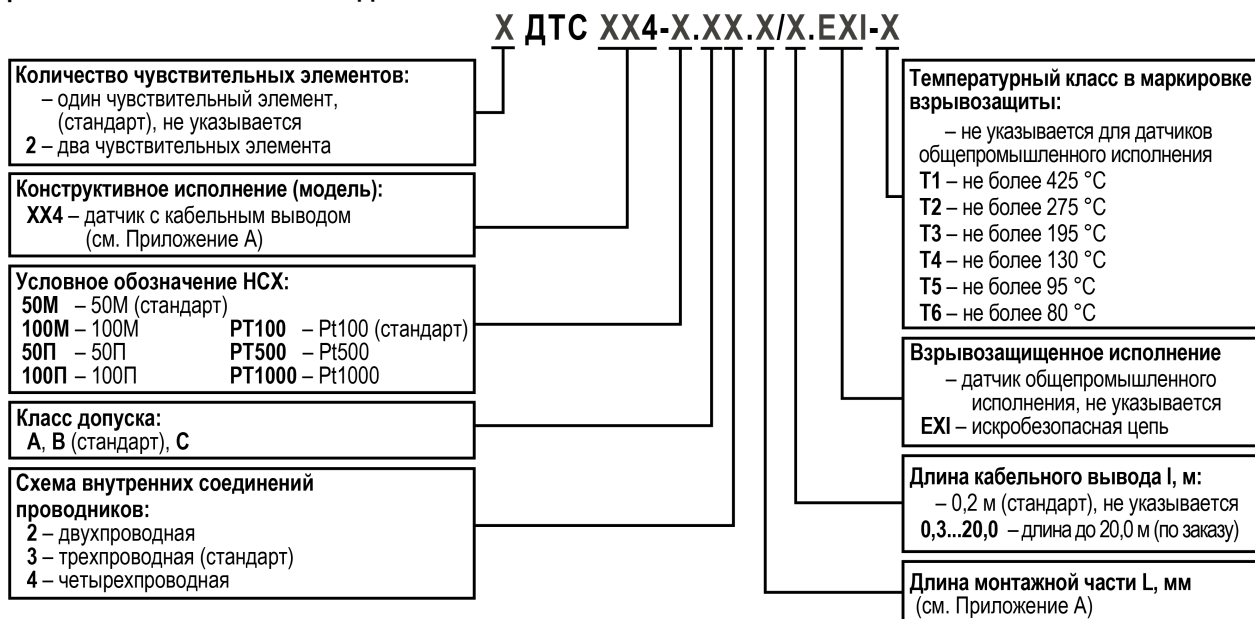 X ДТС XX4-X.XX.X/X.EXI-X
Количество чувствительных элементов:
– один чувствительный элемент,
(стандарт), не указывается
2 – два чувствительных элемента
Конструктивное исполнение (модель):
XX4 – датчик с кабельным выводом
(см. Приложение А)
Условное обозначение НСХ:
50М – 50М (стандарт)
100М – 100М PT100 – Pt100 (стандарт)
50П – 50П PT500 – Pt500
100П – 100П PT1000 – Pt1000
Класс допуска:
А, В (стандарт), С
Схема внутренних соединений
проводников:
2 – двухпроводная
3 – трехпроводная (стандарт)
4 – четырехпроводная
Температурный класс в маркировке
взрывозащиты:
– не указывается для датчиков
общепромышленного исполнения
Т1 – не более 425 °С
Т2 – не более 275 °С
Т3 – не более 195 °С
Т4 – не более 130 °С
Т5 – не более 95 °С
Т6 – не более 80 °С
Взрывозащищенное исполнение
– датчик общепромышленного
исполнения, не указывается
EXI – искробезопасная цепь
Длина кабельного вывода l, м:
– 0,2 м (стандарт), не указывается
0,3...20,0 – длина до 20,0 м (по заказу)
Длина монтажной части L, мм
(см. Приложение А)